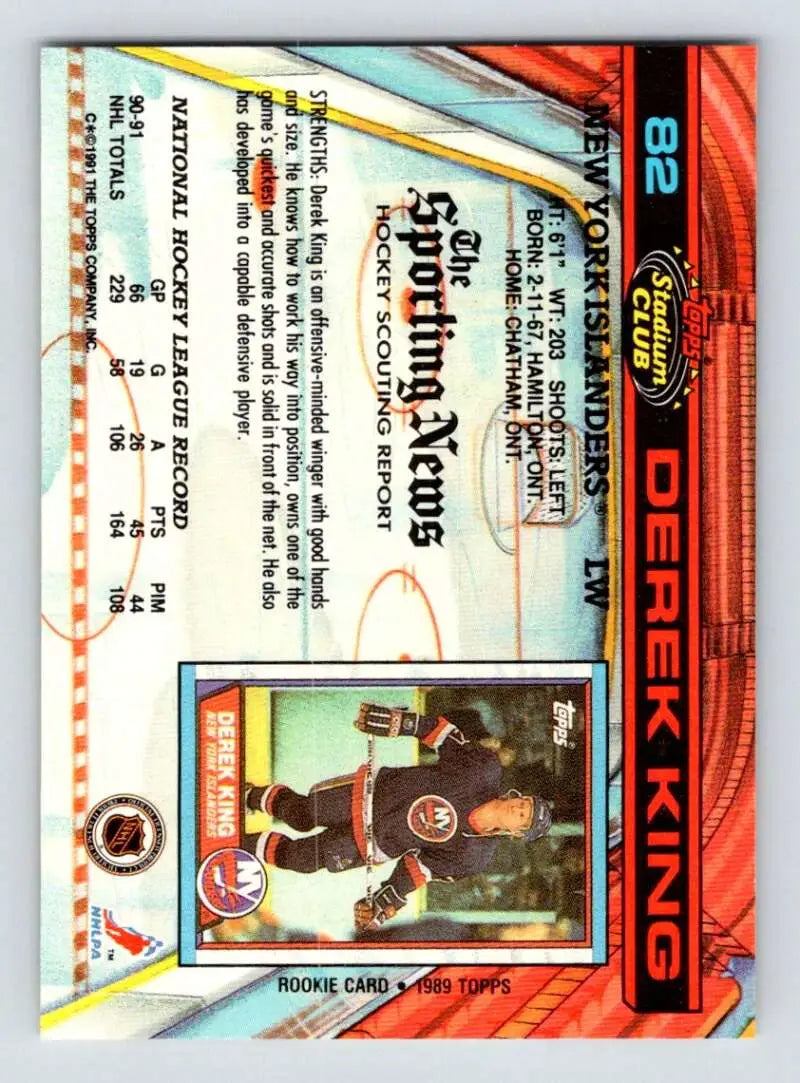 82
TOPPS®
Stadium
CLUB
DEREK KING
NEW YORK ISLANDERS® LW
HT: 6'1" WT: 203 SHOOTS: LEFT
BORN: 2-11-67, HAMILTON, ONT.
HOME: CHATHAM, ONT.
The
Sporting News
HOCKEY SCOUTING REPORT
STRENGTHS: Derek King is an offensive-minded winger with good hands
and size. He knows how to work his way into position, owns one of the
game's quickest and accurate shots and is solid in front of the net. He also
has developed into a capable defensive player.
NATIONAL HOCKEY LEAGUE RECORD
GP G A PTS PIM
90-91 66 19 26 45 44
NHL TOTALS 229 58 106 164 108
C*©1991 THE TOPPS COMPANY, INC.
TOPPS®
NY
DEREK KING
NEW YORK ISLANDERS
NY
ROOKIE CARD • 1989 TOPPS
NHL
NHLPA™